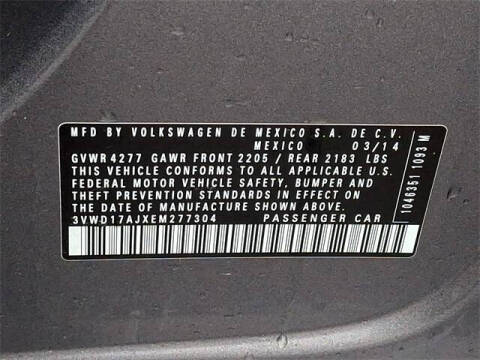 MFD BY VOLKSWAGEN DE MEXICO S.A. DE C.V.
MEXICO 03/14
GVWR 4277 GAWR FRONT 2205 / REAR 2183 LBS
THIS VEHICLE CONFORMS TO ALL APPLICABLE U.S.
FEDERAL MOTOR VEHICLE SAFETY, BUMPER AND
THEFT PREVENTION STANDARDS IN EFFECT ON
THE DATE OF MANUFACTURE SHOWN ABOVE.
3VWD17AJXEM277304 PASSENGER CAR
1046351 1093 M